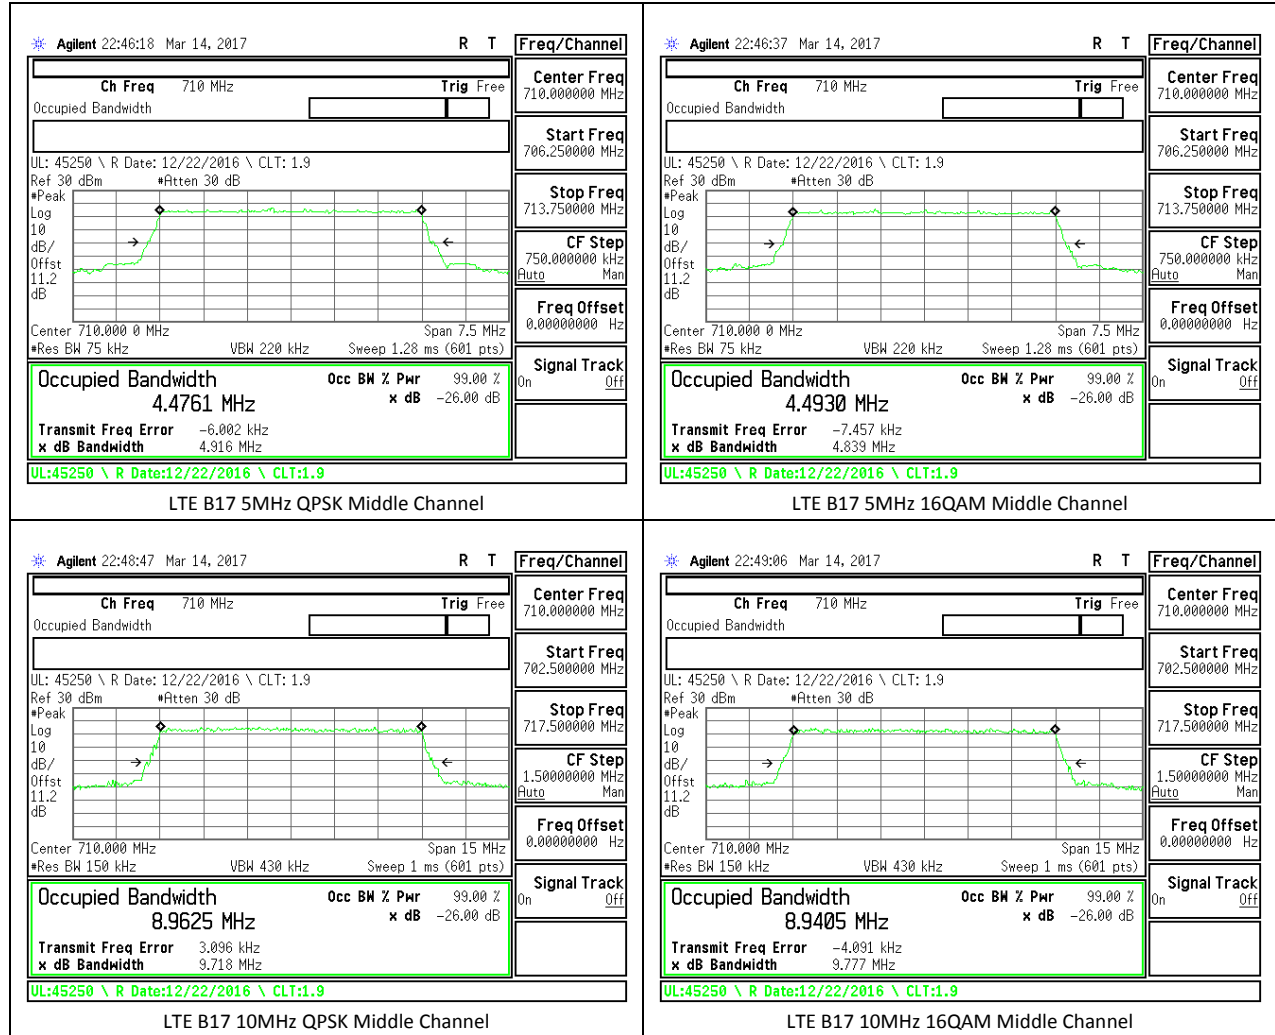 Agilent 22:46:18 Mar 14, 2017 R T Freq/Channel
Ch Freq 710 MHz Trig Free
Occupied Bandwidth
Center Freq
710.000000 MHz
Start Freq
706.250000 MHz
UL: 45250 \ R Date: 12/22/2016 \ CLT: 1.9
Ref 30 dBm #Atten 30 dB
#Peak
Log
10
dB/
Offst
11.2
dB
Stop Freq
713.750000 MHz
CF Step
750.000000 kHz
Auto Man
Freq Offset
0.00000000 Hz
Center 710.000 0 MHz Span 7.5 MHz
#Res BW 75 kHz VBW 220 kHz Sweep 1.28 ms (601 pts)
Signal Track
On Off
Occupied Bandwidth Occ BW % Pwr 99.00 %
4.4761 MHz x dB -26.00 dB
Transmit Freq Error -6.002 kHz
x dB Bandwidth 4.916 MHz
UL:45250 \ R Date:12/22/2016 \ CLT:1.9
LTE B17 5MHz QPSK Middle Channel
Agilent 22:46:37 Mar 14, 2017 R T Freq/Channel
Ch Freq 710 MHz Trig Free
Occupied Bandwidth
Center Freq
710.000000 MHz
Start Freq
706.250000 MHz
UL: 45250 \ R Date: 12/22/2016 \ CLT: 1.9
Ref 30 dBm #Atten 30 dB
#Peak
Log
10
dB/
Offst
11.2
dB
Stop Freq
713.750000 MHz
CF Step
750.000000 kHz
Auto Man
Freq Offset
0.00000000 Hz
Center 710.000 0 MHz Span 7.5 MHz
#Res BW 75 kHz VBW 220 kHz Sweep 1.28 ms (601 pts)
Signal Track
On Off
Occupied Bandwidth Occ BW % Pwr 99.00 %
4.4930 MHz x dB -26.00 dB
Transmit Freq Error -7.457 kHz
x dB Bandwidth 4.839 MHz
UL:45250 \ R Date:12/22/2016 \ CLT:1.9
LTE B17 5MHz 16QAM Middle Channel
Agilent 22:48:47 Mar 14, 2017 R T Freq/Channel
Ch Freq 710 MHz Trig Free
Occupied Bandwidth
Center Freq
710.000000 MHz
Start Freq
702.500000 MHz
UL: 45250 \ R Date: 12/22/2016 \ CLT: 1.9
Ref 30 dBm #Atten 30 dB
#Peak
Log
10
dB/
Offst
11.2
dB
Stop Freq
717.500000 MHz
CF Step
1.50000000 MHz
Auto Man
Freq Offset
0.00000000 Hz
Center 710.000 MHz Span 15 MHz
#Res BW 150 kHz VBW 430 kHz Sweep 1 ms (601 pts)
Signal Track
On Off
Occupied Bandwidth Occ BW % Pwr 99.00 %
8.9625 MHz x dB -26.00 dB
Transmit Freq Error 3.096 kHz
x dB Bandwidth 9.718 MHz
UL:45250 \ R Date:12/22/2016 \ CLT:1.9
LTE B17 10MHz QPSK Middle Channel
Agilent 22:49:06 Mar 14, 2017 R T Freq/Channel
Ch Freq 710 MHz Trig Free
Occupied Bandwidth
Center Freq
710.000000 MHz
Start Freq
702.500000 MHz
UL: 45250 \ R Date: 12/22/2016 \ CLT: 1.9
Ref 30 dBm #Atten 30 dB
#Peak
Log
10
dB/
Offst
11.2
dB
Stop Freq
717.500000 MHz
CF Step
1.50000000 MHz
Auto Man
Freq Offset
0.00000000 Hz
Center 710.000 MHz Span 15 MHz
#Res BW 150 kHz VBW 430 kHz Sweep 1 ms (601 pts)
Signal Track
On Off
Occupied Bandwidth Occ BW % Pwr 99.00 %
8.9405 MHz x dB -26.00 dB
Transmit Freq Error -4.091 kHz
x dB Bandwidth 9.777 MHz
UL:45250 \ R Date:12/22/2016 \ CLT:1.9
LTE B17 10MHz 16QAM Middle Channel